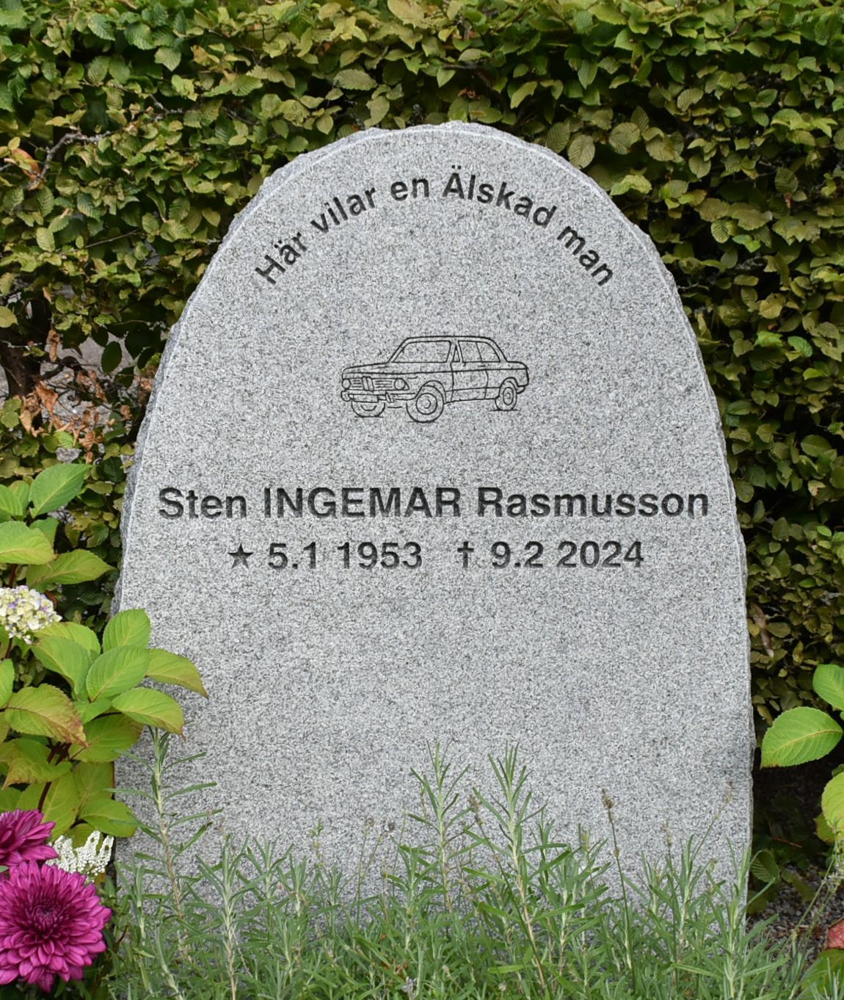 Här vilar en Älskad man
Sten INGEMAR Rasmusson
★ 5.1 1953 † 9.2 2024